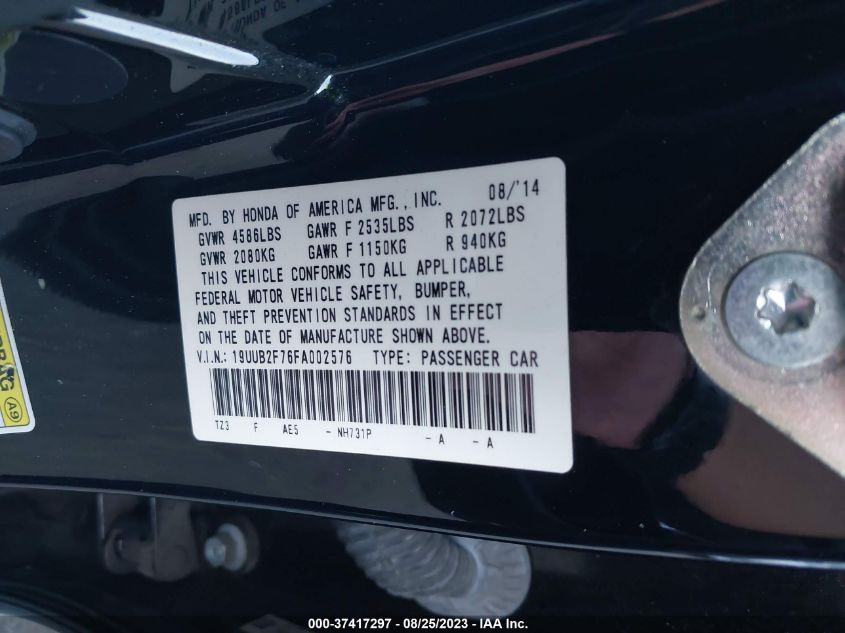 MFD. BY HONDA OF AMERICA MFG., INC. 08/'14
GVWR 4586LBS GAWR F 2535LBS R 2072LBS
GVWR 2080KG GAWR F 1150KG R 940KG
THIS VEHICLE CONFORMS TO ALL APPLICABLE
FEDERAL MOTOR VEHICLE SAFETY, BUMPER,
AND THEFT PREVENTION STANDARDS IN EFFECT
ON THE DATE OF MANUFACTURE SHOWN ABOVE.
V.I.N.: 19UUB2F76FA002576 TYPE: PASSENGER CAR
TZ3 F AE5 - NH731P - A - A
A9
000-37417297 - 08/25/2023 - IAA Inc.